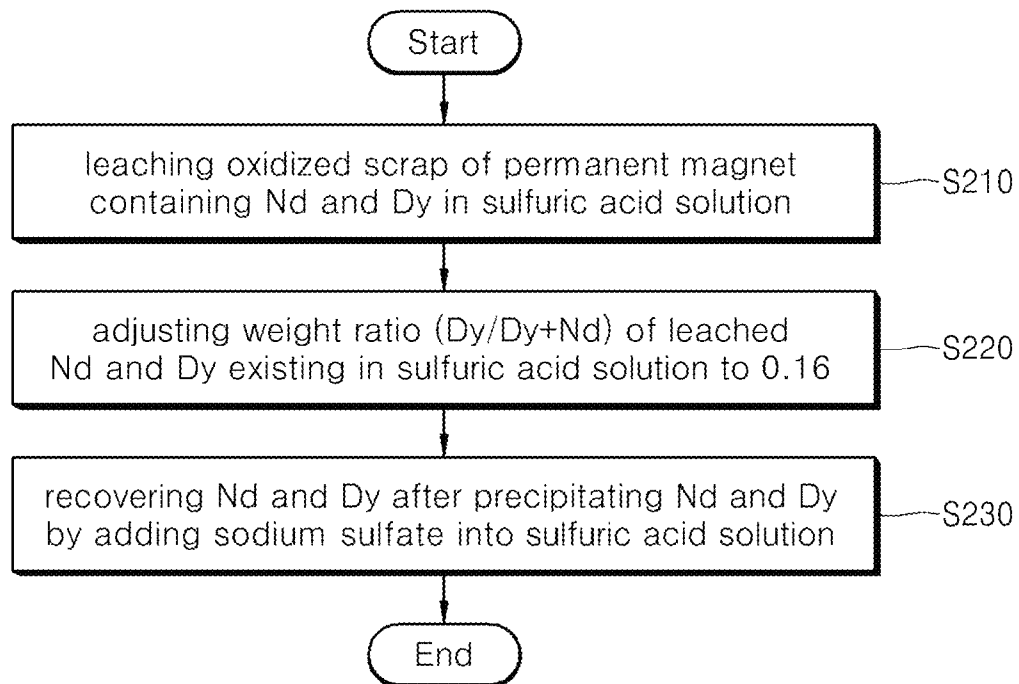 Start
leaching oxidized scrap of permanent magnet
containing Nd and Dy in sulfuric acid solution
S210
adjusting weight ratio (Dy/Dy+Nd) of leached
Nd and Dy existing in sulfuric acid solution to 0.16
S220
recovering Nd and Dy after precipitating Nd and Dy
by adding sodium sulfate into sulfuric acid solution
S230
End